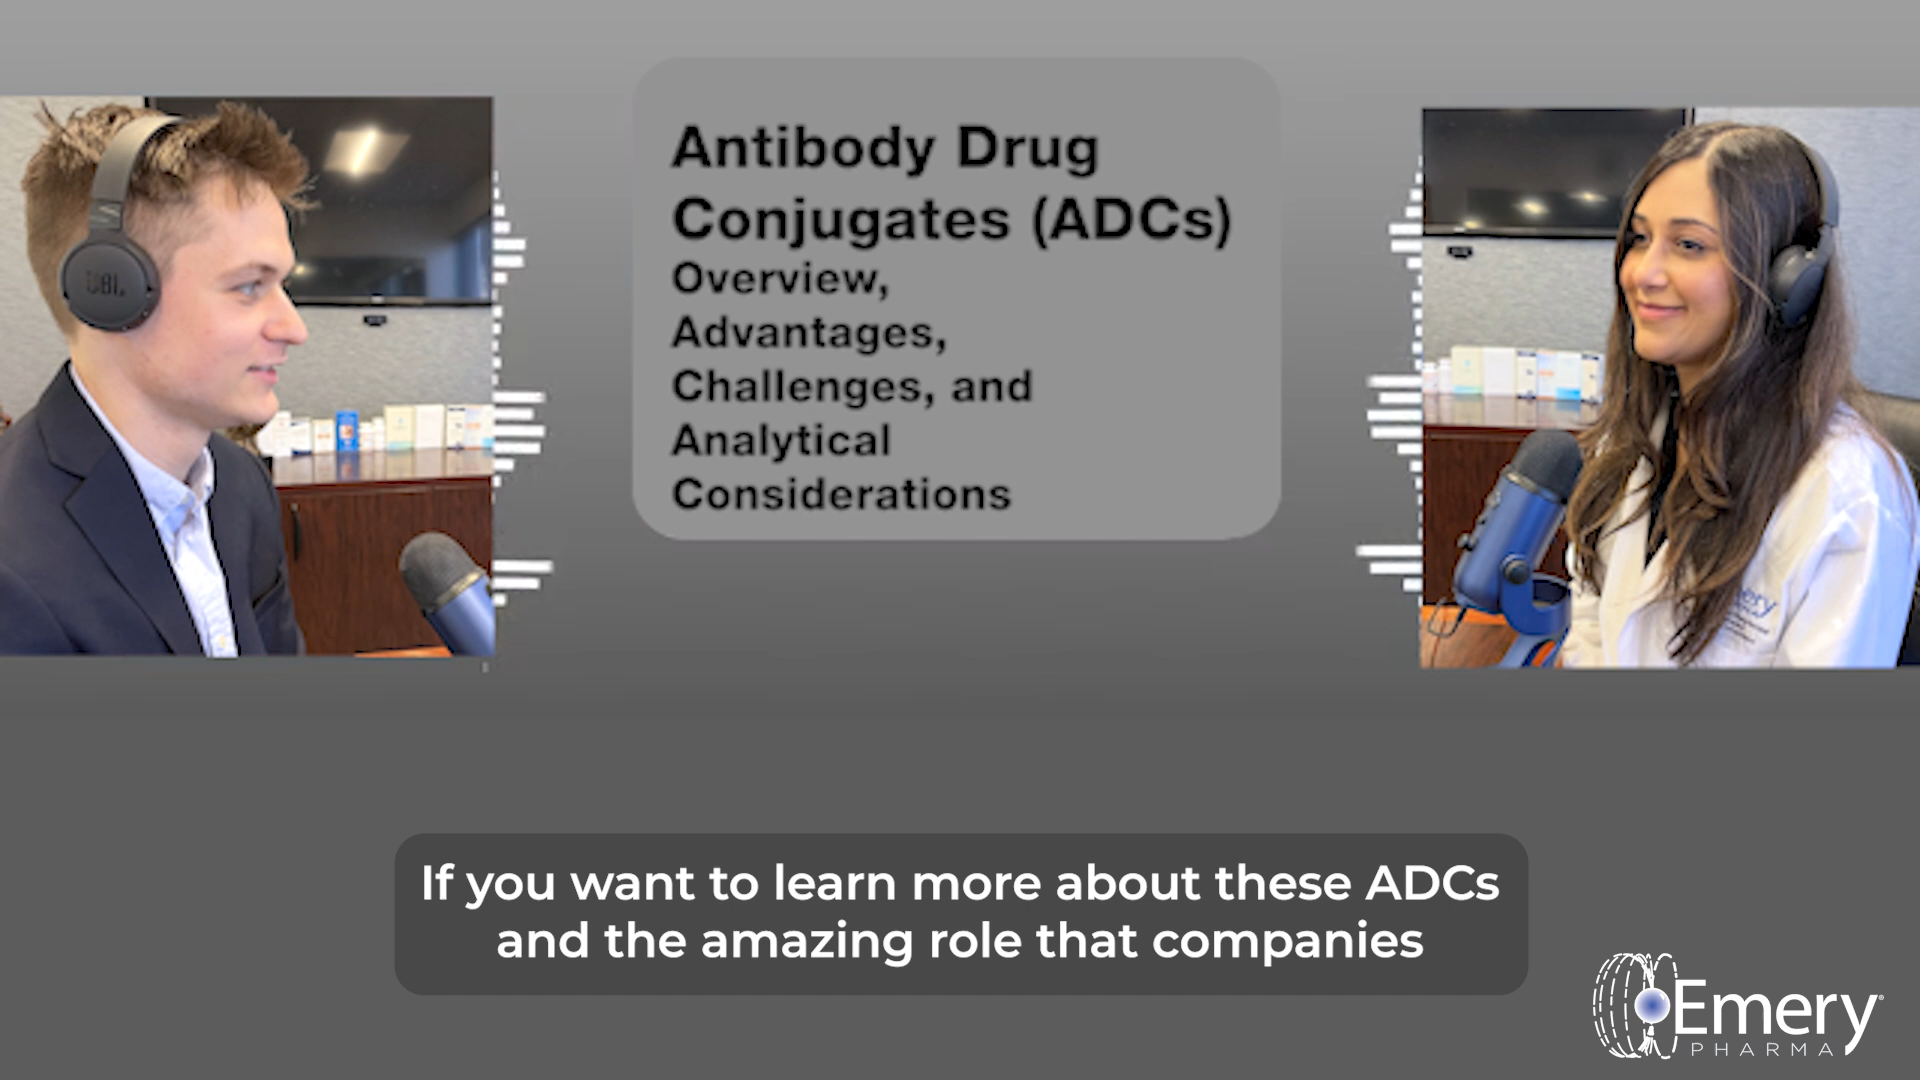 Antibody Drug
Conjugates (ADCs)
Overview,
Advantages,
Challenges, and
Analytical
Considerations
JBL
If you want to learn more about these ADCs
and the amazing role that companies
Emery
PHARMA